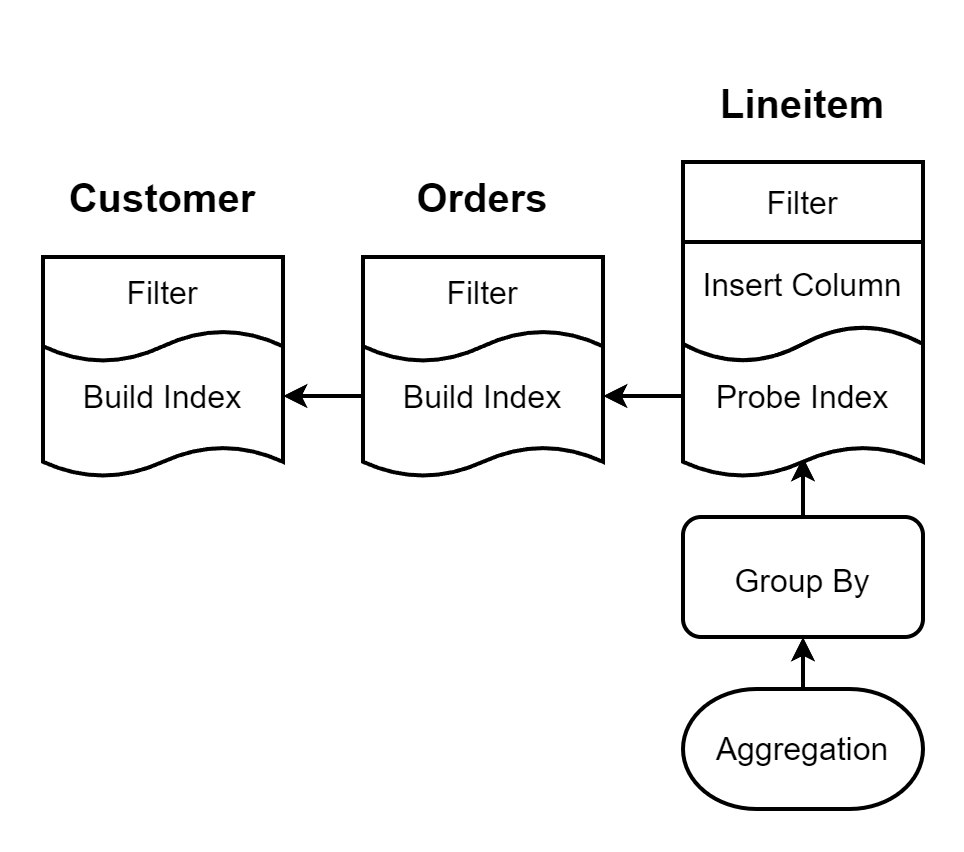 Customer
Filter
Build Index
Orders
Filter
Build Index
Lineitem
Filter
Insert Column
Probe Index
Group By
Aggregation